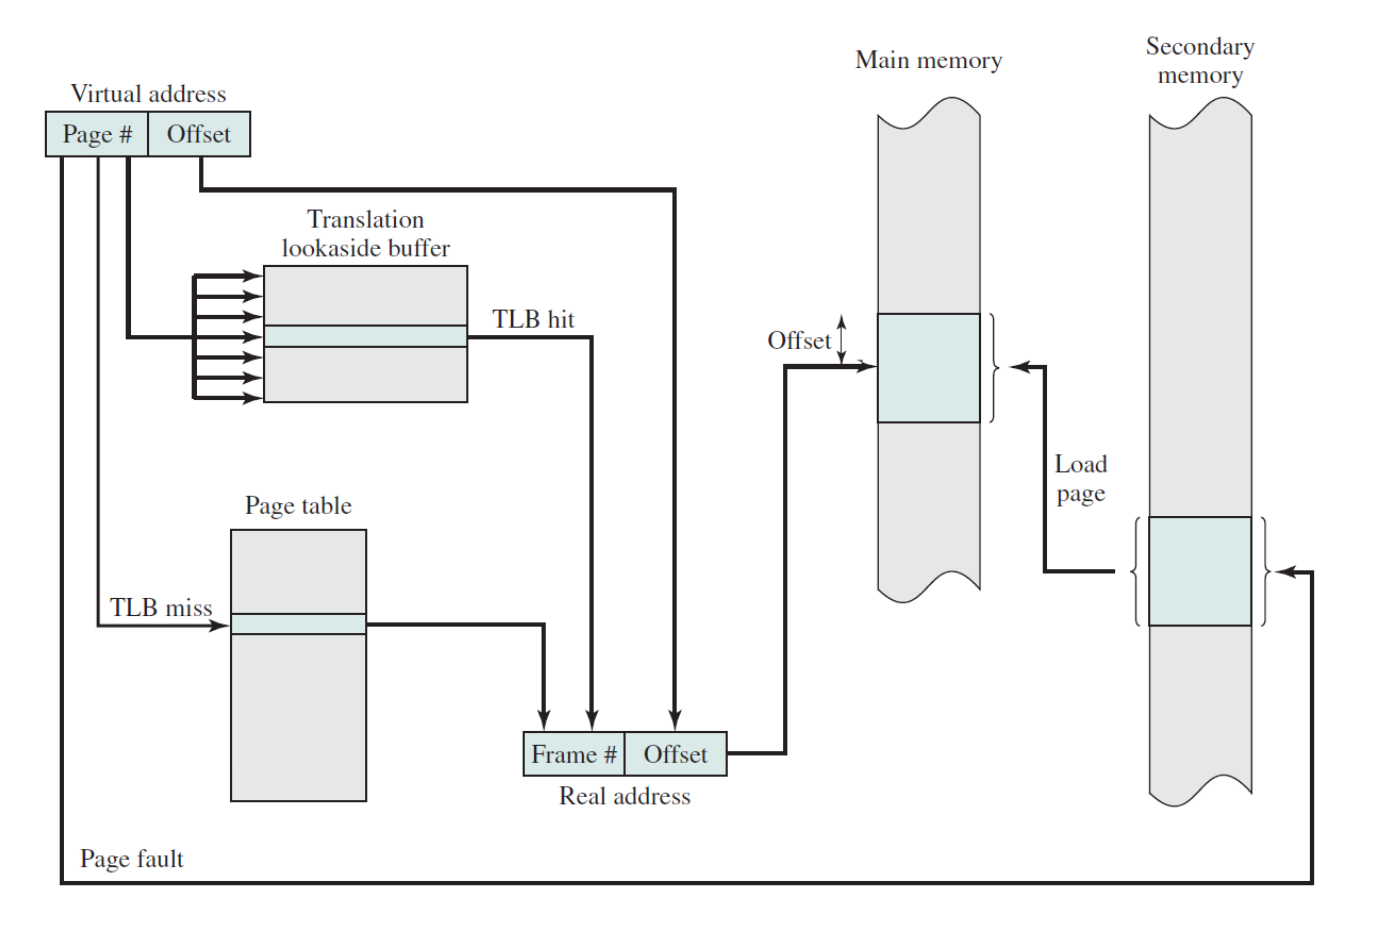 Main memory
Secondary
memory
Virtual address
Page #
Offset
Translation
lookaside buffer
TLB hit
Offset
Load
page
Page table
TLB miss
Frame #
Offset
Real address
Page fault